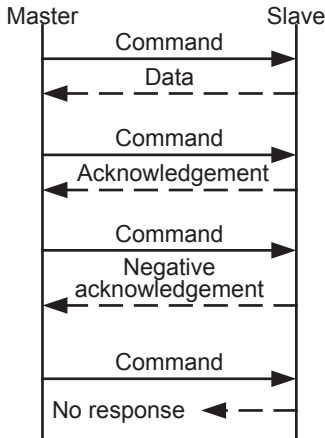 Master Slave
Command
Data
Command
Acknowledgement
Command
Negative
acknowledgement
Command
No response